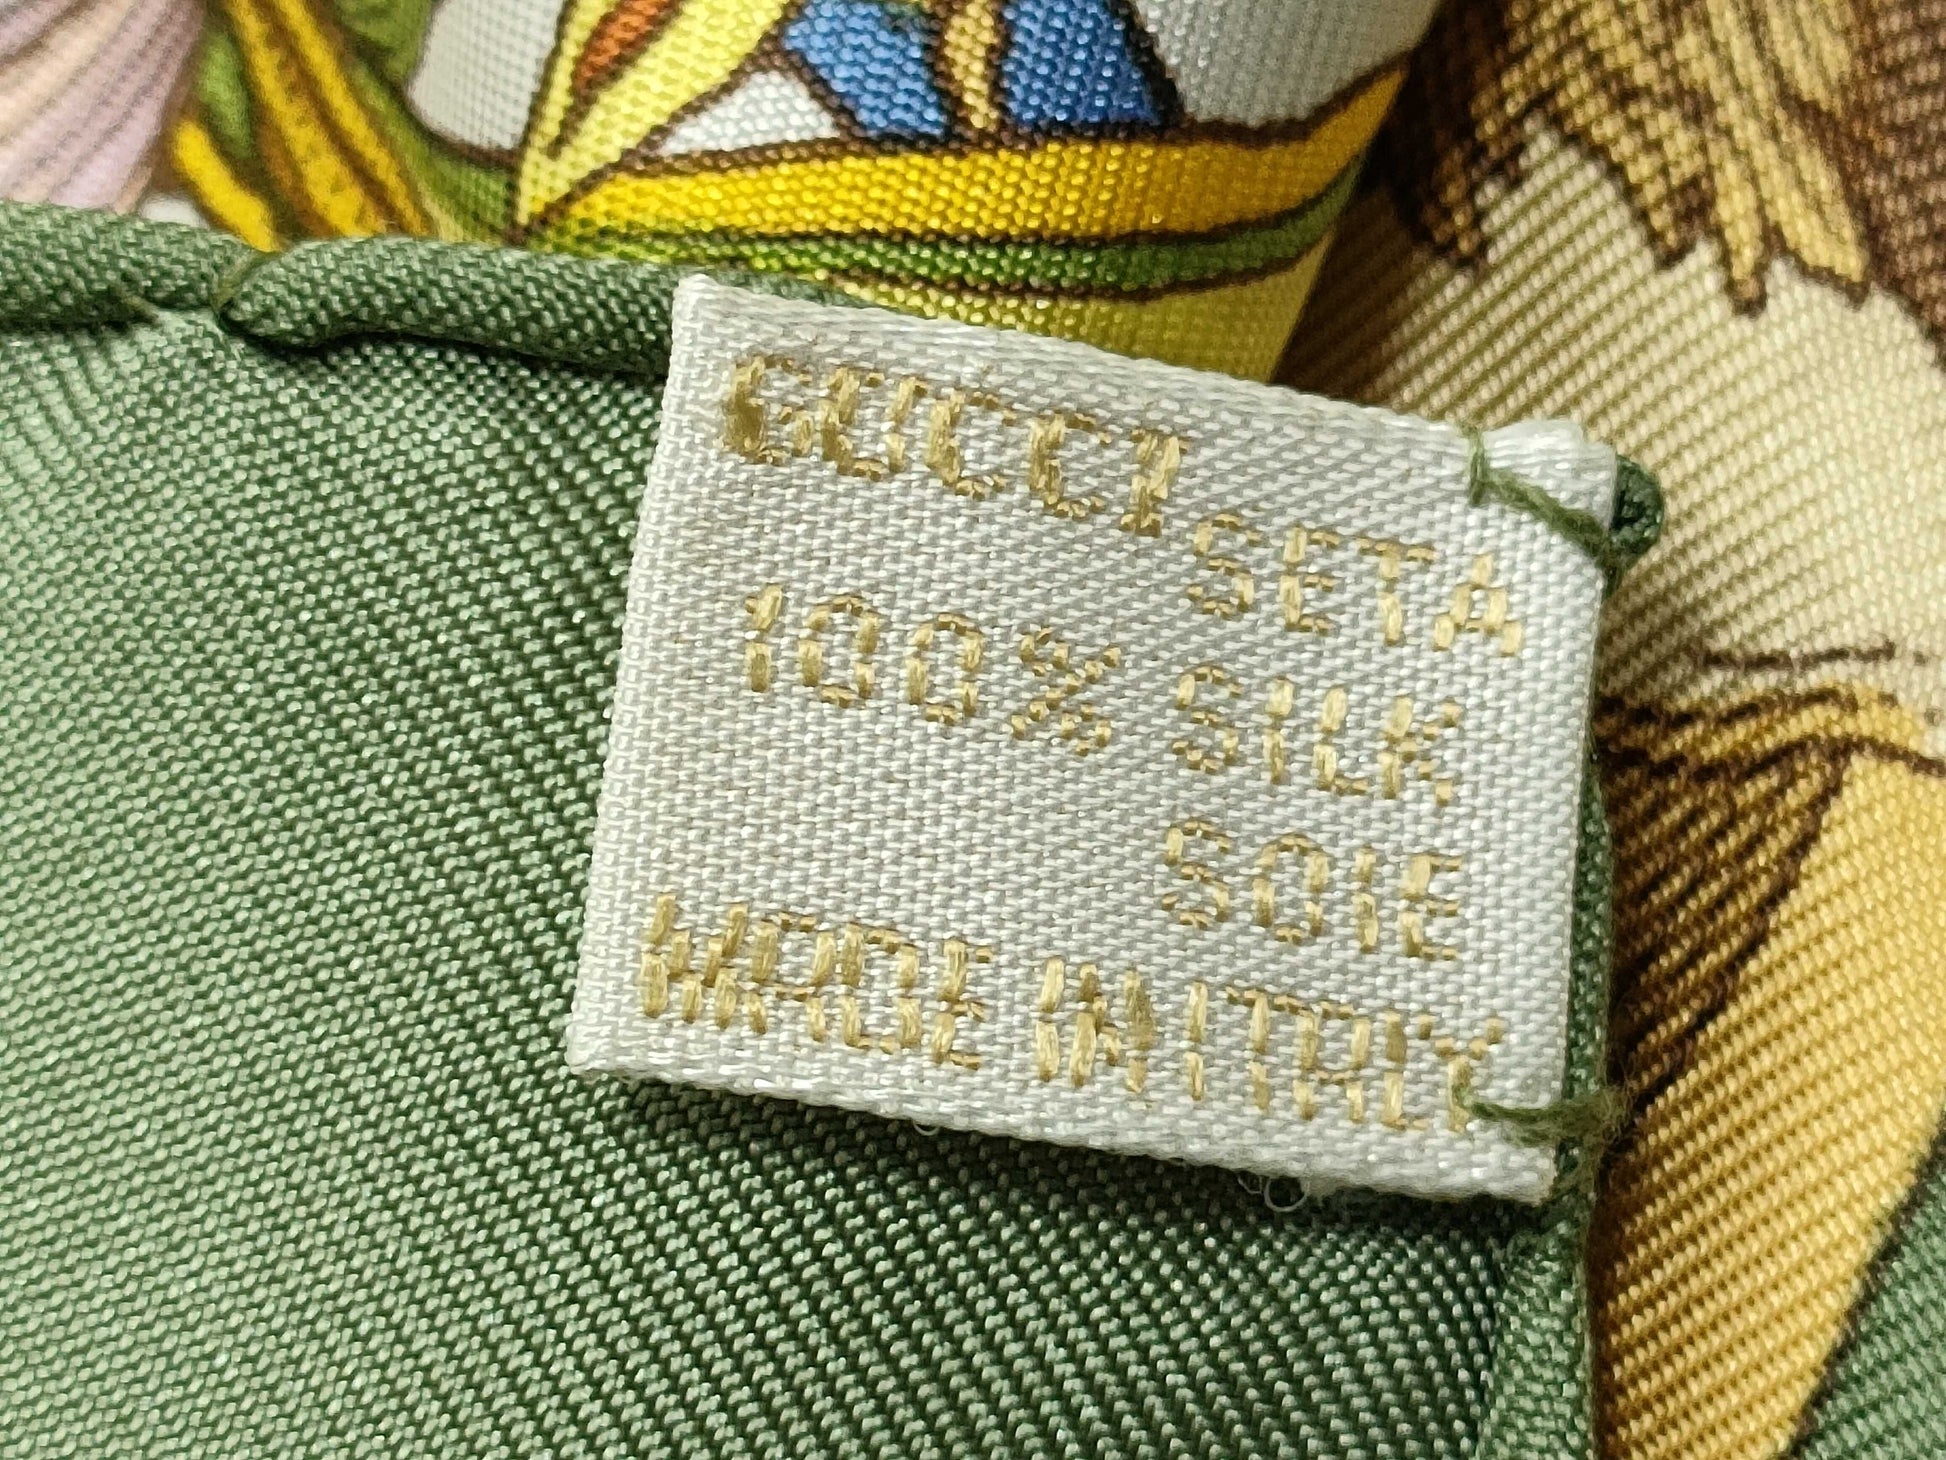 GUCCI
SETA
100% SILK
SOIE
MADE IN ITALY